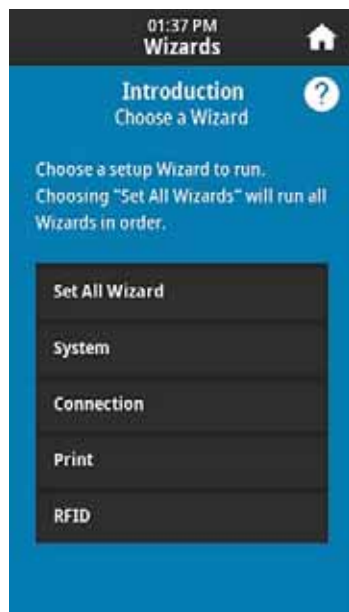 01:37 PM
Wizards
Introduction
?
Choose a Wizard
Choose a setup Wizard to run.
Choosing "Set All Wizards" will run all
Wizards in order.
Set All Wizard
System
Connection
Print
RFID